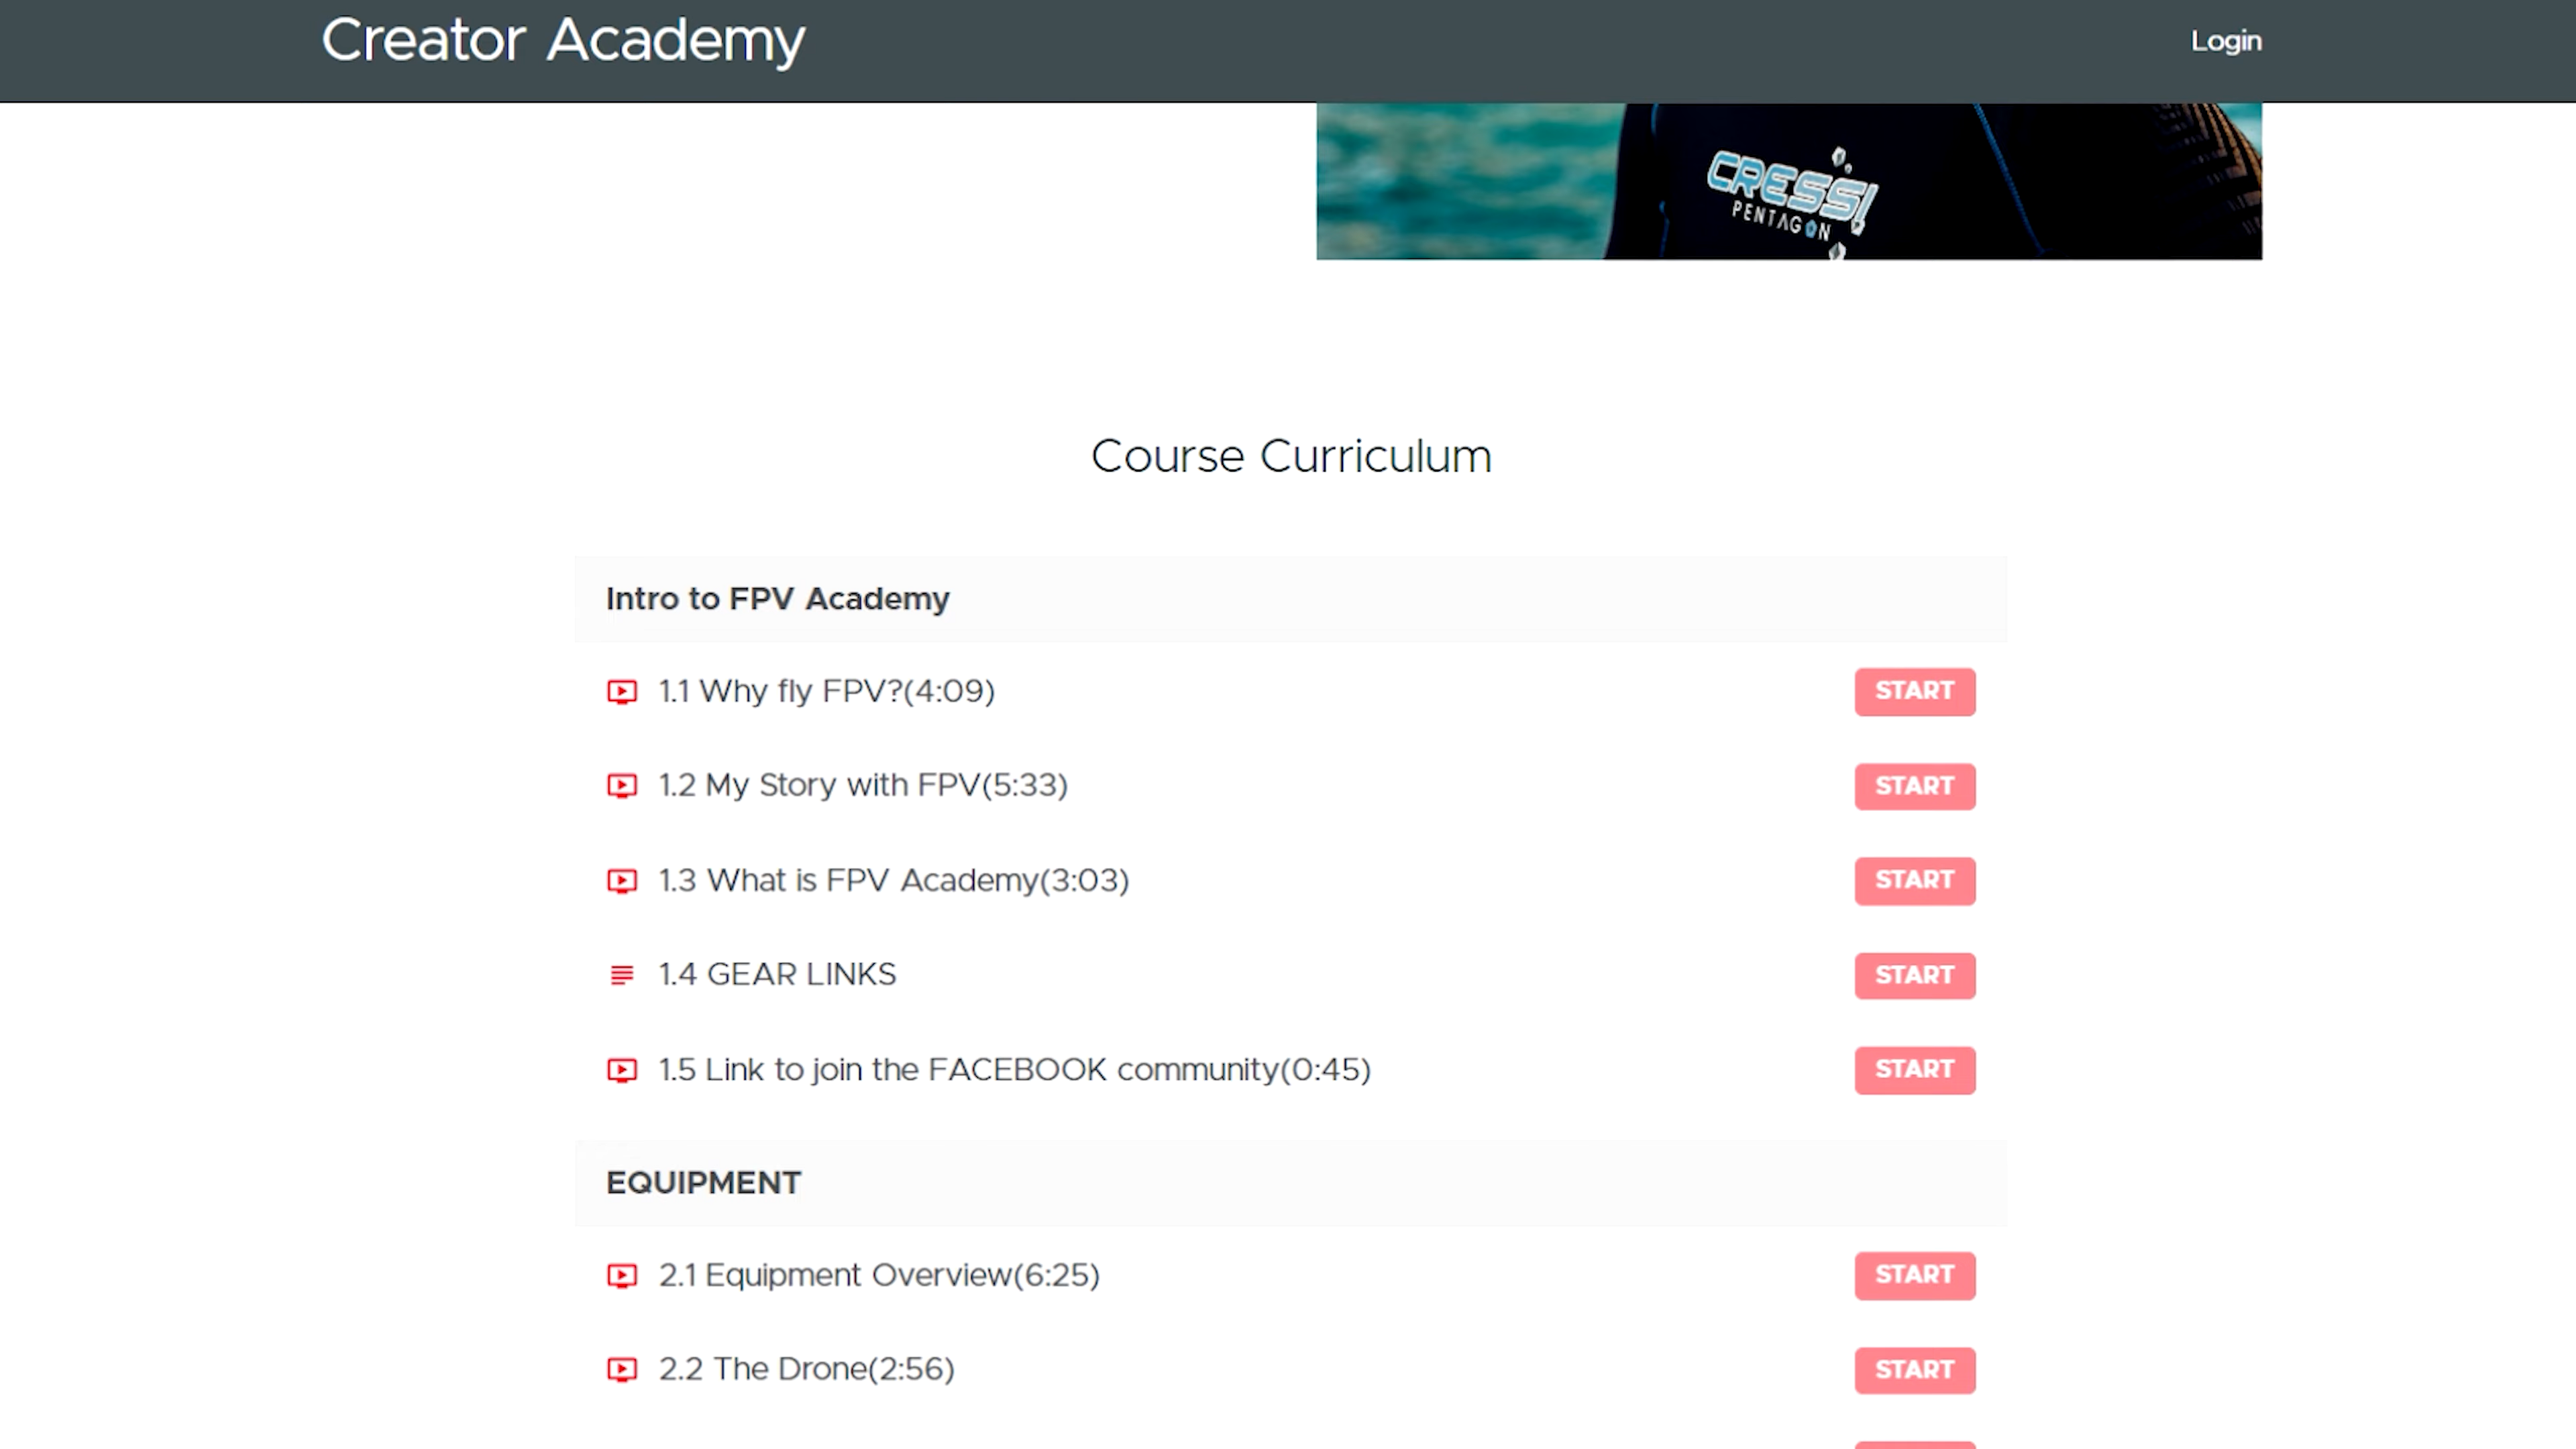 Creator Academy
Login
CRESSI
PENTAGON
Course Curriculum
Intro to FPV Academy
1.1 Why fly FPV?(4:09)
START
1.2 My Story with FPV(5:33)
START
1.3 What is FPV Academy(3:03)
START
1.4 GEAR LINKS
START
1.5 Link to join the FACEBOOK community(0:45)
START
EQUIPMENT
2.1 Equipment Overview(6:25)
START
2.2 The Drone(2:56)
START